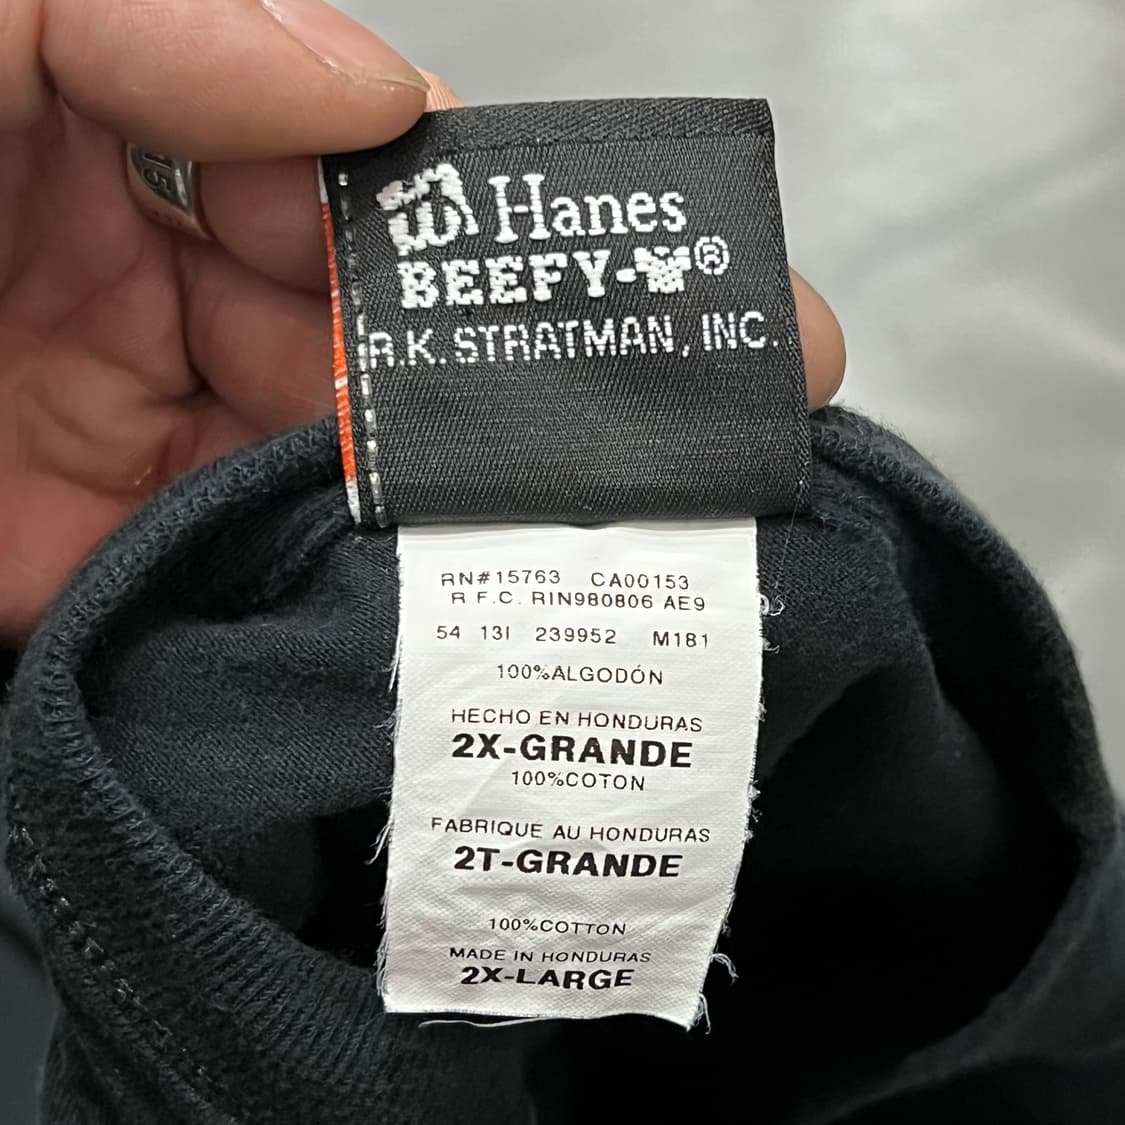 Hanes
BEEFY-T®
R.K. STRATMAN, INC.
RN#15763 CA00153
R.F.C. RIN980806 AE9
54 13I 239952 M181
100%ALGODÓN
HECHO EN HONDURAS
2X-GRANDE
100%COTON
FABRIQUE AU HONDURAS
2T-GRANDE
100%COTTON
MADE IN HONDURAS
2X-LARGE